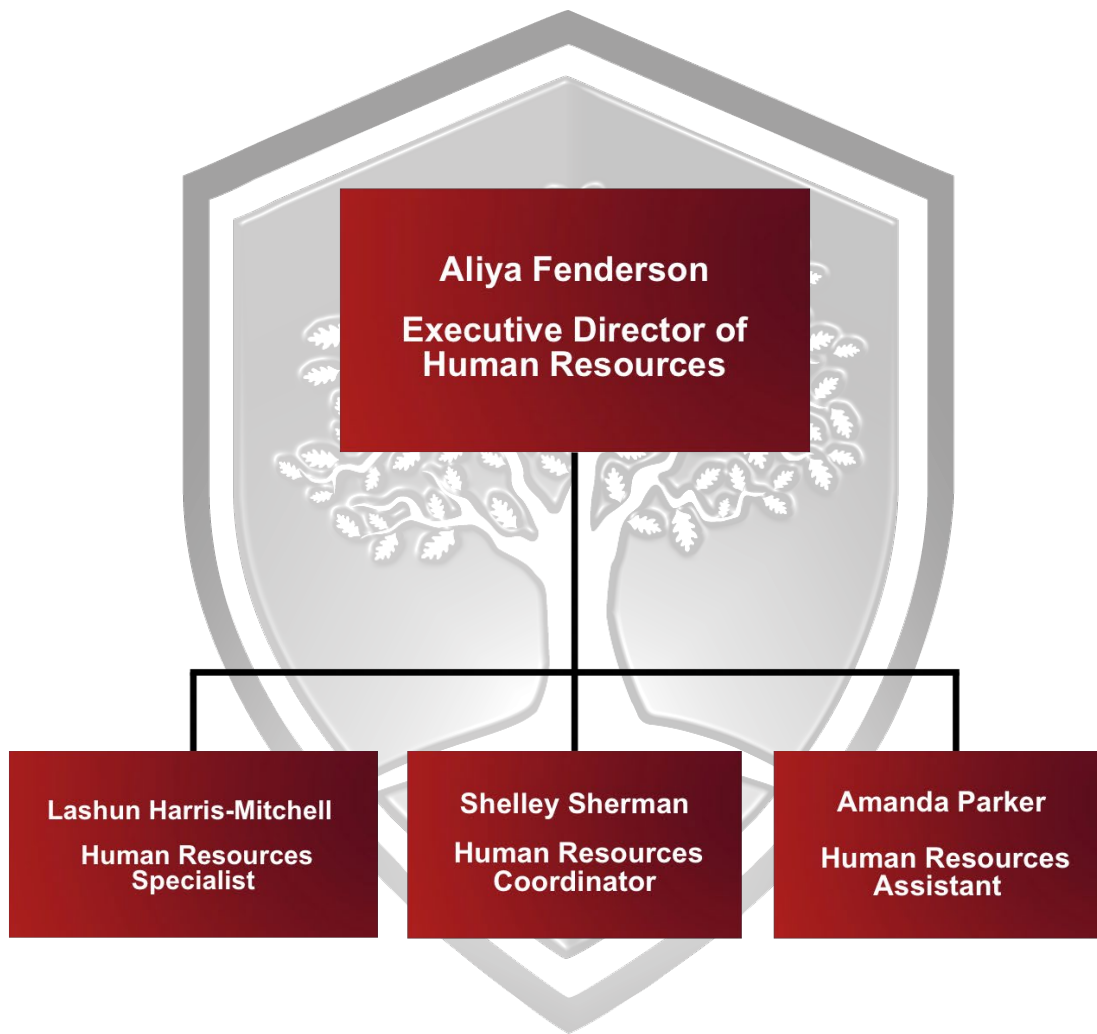 Aliya Fenderson
Executive Director of
Human Resources
Lashun Harris-Mitchell
Human Resources
Specialist
Shelley Sherman
Human Resources
Coordinator
Amanda Parker
Human Resources
Assistant